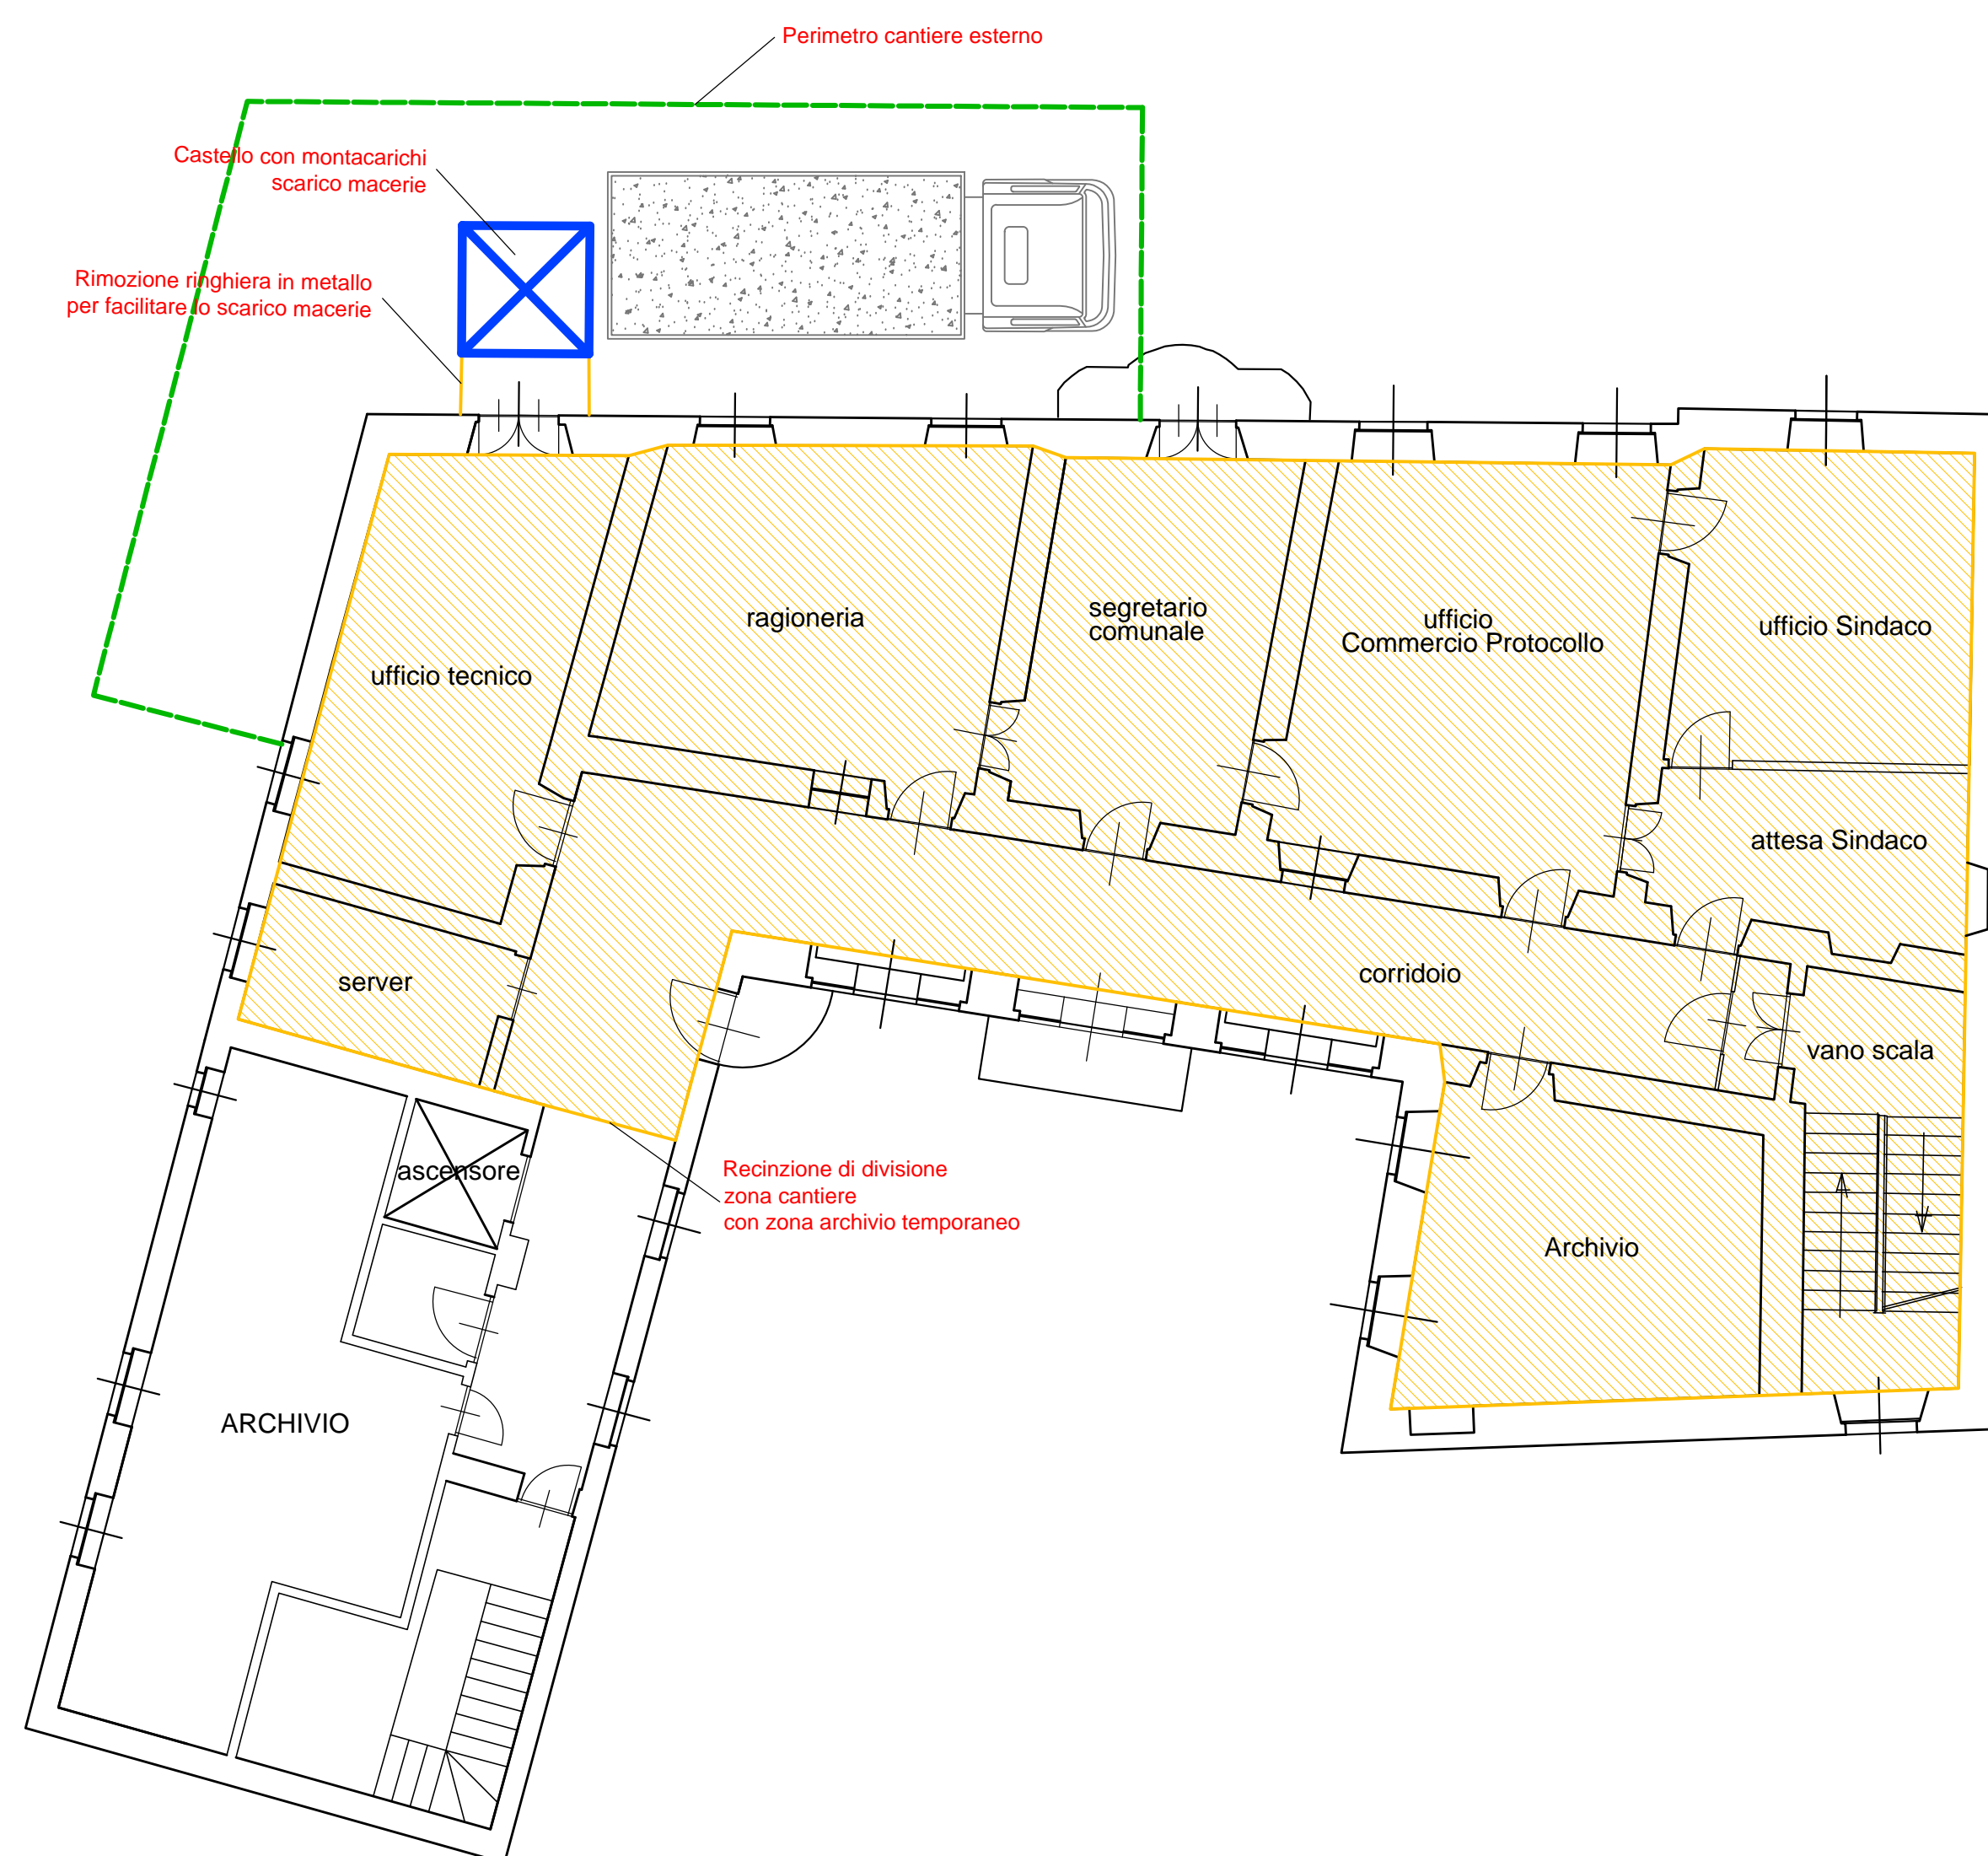 Perimetro cantiere esterno
Castello con montacarichi
scarico macerie
Rimozione ringhiera in metallo
per facilitare lo scarico macerie
ragioneria
segretario
comunale
ufficio
Commercio Protocollo
ufficio Sindaco
ufficio tecnico
attesa Sindaco
server
corridoio
vano scala
ascensore
Recinzione di divisione
zona cantiere
con zona archivio temporaneo
Archivio
ARCHIVIO